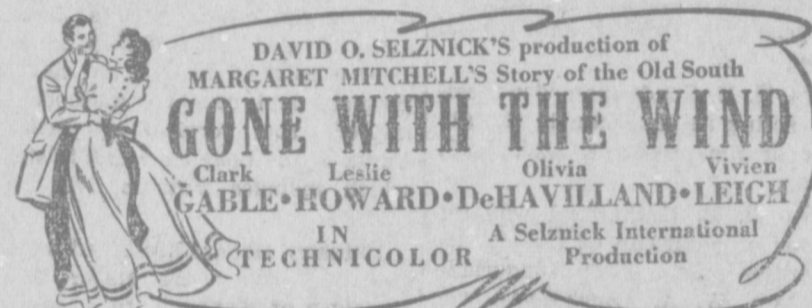 DAVID O. SELZNICK'S production of
MARGARET MITCHELL'S Story of the Old South
GONE WITH THE WIND
Clark Leslie Olivia Vivien
GABLE•HOWARD•DeHAVILLAND•LEIGH
IN A Selznick International
TECHNICOLOR Production